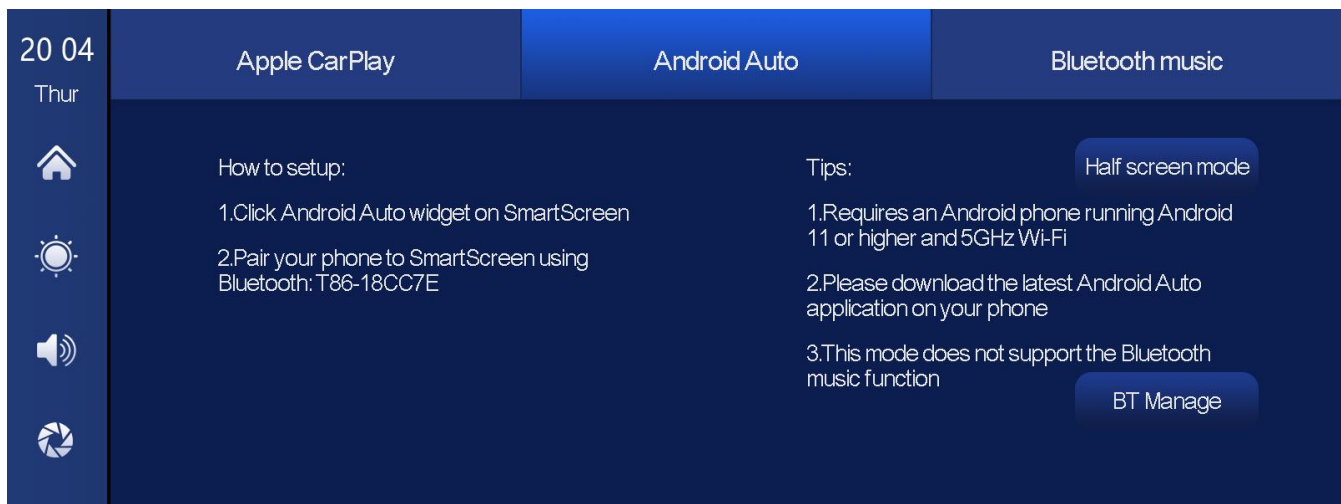 20 04
Thur
Apple CarPlay
Android Auto
Bluetooth music
How to setup:
1.Click Android Auto widget on SmartScreen
2.Pair your phone to SmartScreen using
Bluetooth: T86-18CC7E
Tips:
Half screen mode
1.Requires an Android phone running Android
11 or higher and 5GHz Wi-Fi
2.Please download the latest Android Auto
application on your phone
3.This mode does not support the Bluetooth
music function
BT Manage